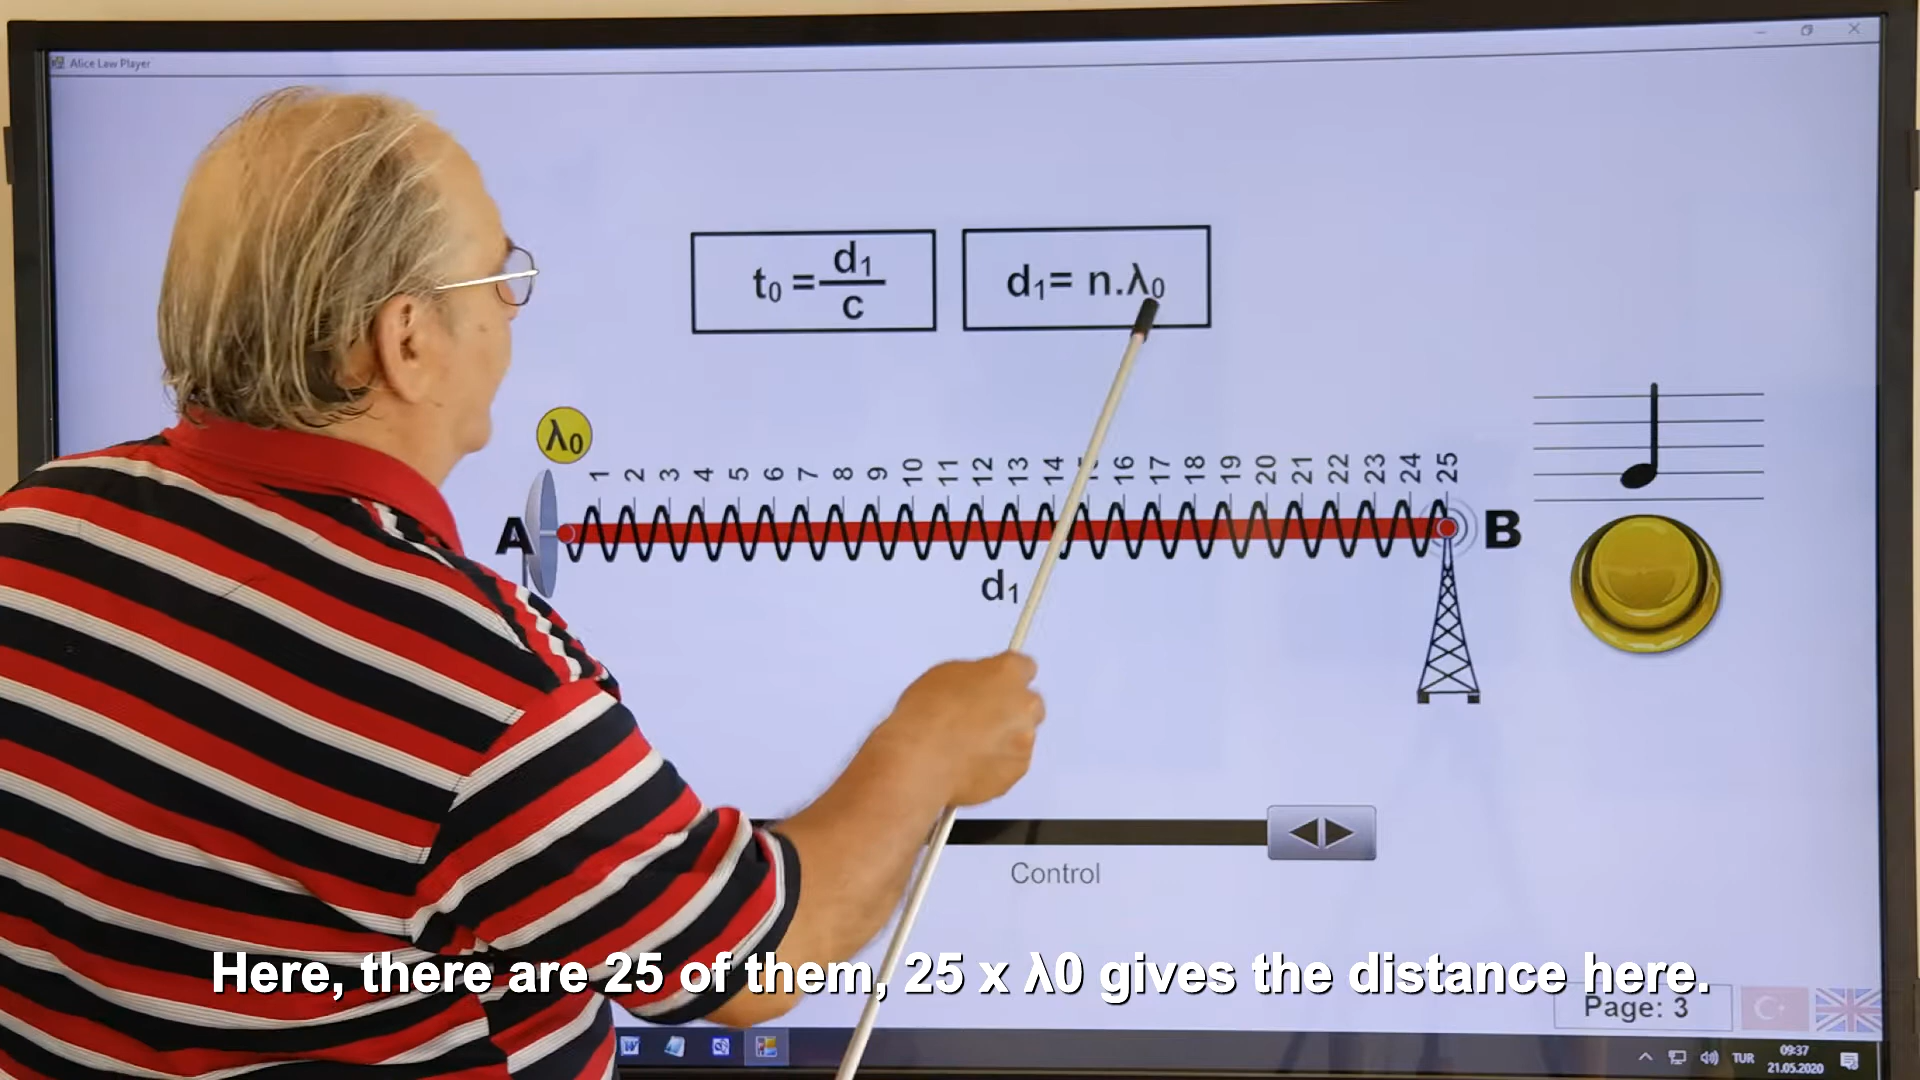 Alice Law Player
t0 = d1/c
d1= n.λ0
λ0
1 2 3 4 5 6 7 8 9 10 11 12 13 14 16 17 18 19 20 21 22 23 24 25
A
B
d1
Control
Here, there are 25 of them, 25 x λ0 gives the distance here.
Page: 3
TUR
09:37
21.05.2020